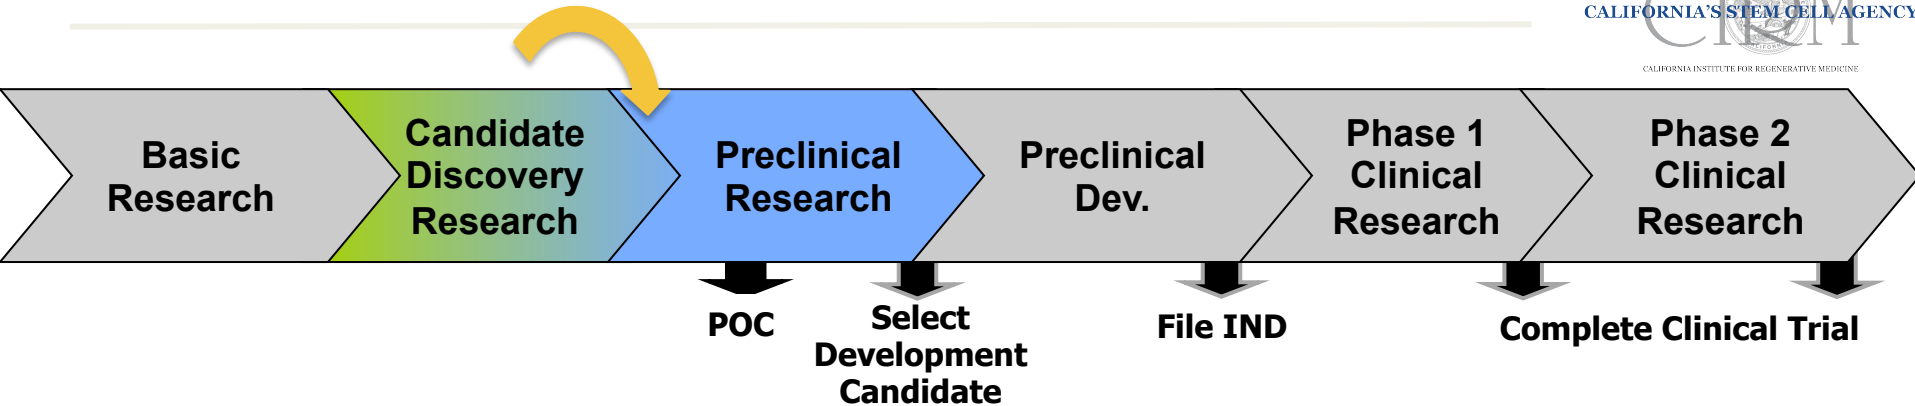 CALIFORNIA'S STEM CELL AGENCY
CIRM
CALIFORNIA INSTITUTE FOR REGENERATIVE MEDICINE
Basic
Research
Candidate
Discovery
Research
Preclinical
Research
Preclinical
Dev.
Phase 1
Clinical
Research
Phase 2
Clinical
Research
POC
Select
Development
Candidate
File IND
Complete Clinical Trial